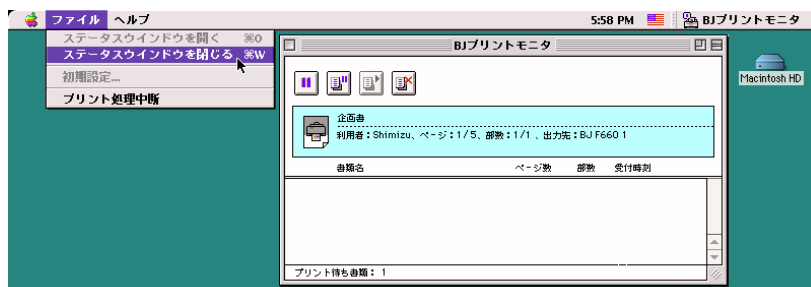 ファイル ヘルプ 5:58 PM BJプリントモニタ
ステータスウインドウを開く ⌘O
ステータスウインドウを閉じる ⌘W
初期設定...
プリント処理中断
BJプリントモニタ
Macintosh HD
企画書
利用者:Shimizu、ページ:1/5、部数:1/1 、出力先:BJ F660 1
書類名 ページ数 部数 受付時刻
プリント待ち書類: 1